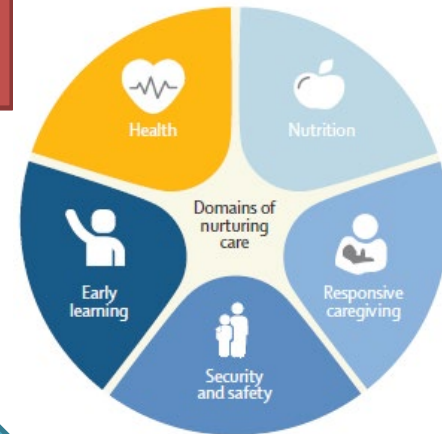 Health
Nutrition
Domains of
nurturing
care
Early
learning
Responsive
caregiving
Security
and safety